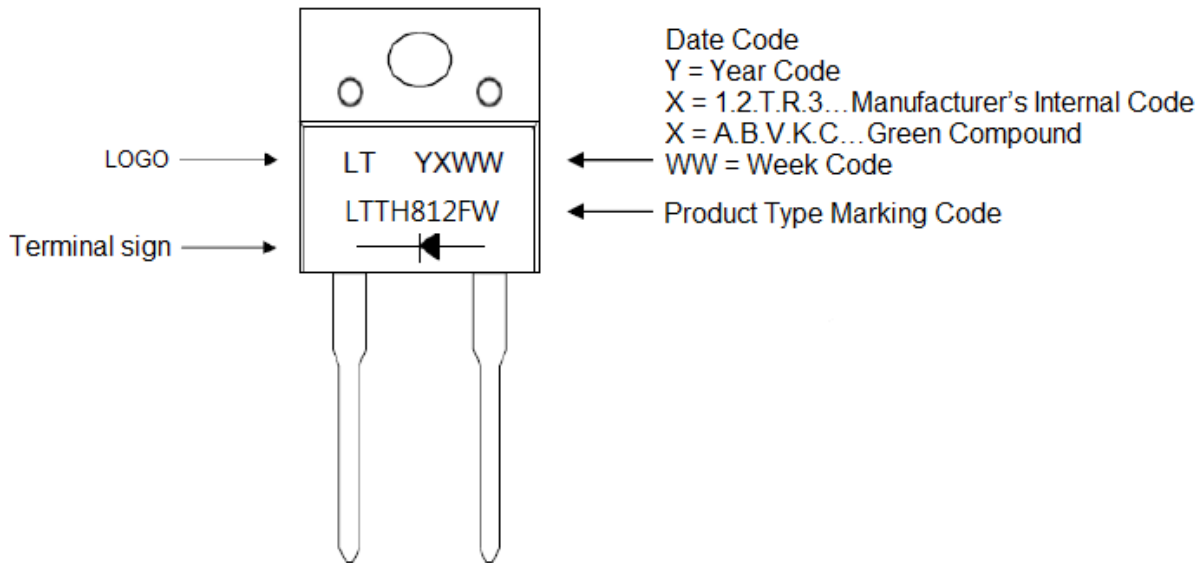 Date Code
Y = Year Code
X = 1.2.T.R.3...Manufacturer's Internal Code
X = A.B.V.K.C...Green Compound
WW = Week Code
LOGO
LT YXWW
LTTH812FW
Product Type Marking Code
Terminal sign